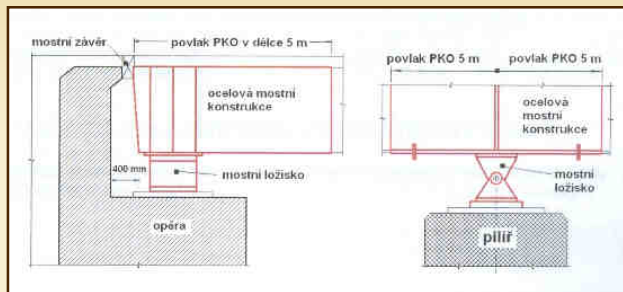 mostní závěr
povlak PKO v délce 5 m
ocelová mostní
konstrukce
400 mm
mostní ložisko
opěra
povlak PKO 5 m
povlak PKO 5 m
ocelová
mostní
konstrukce
mostní
ložisko
pilíř